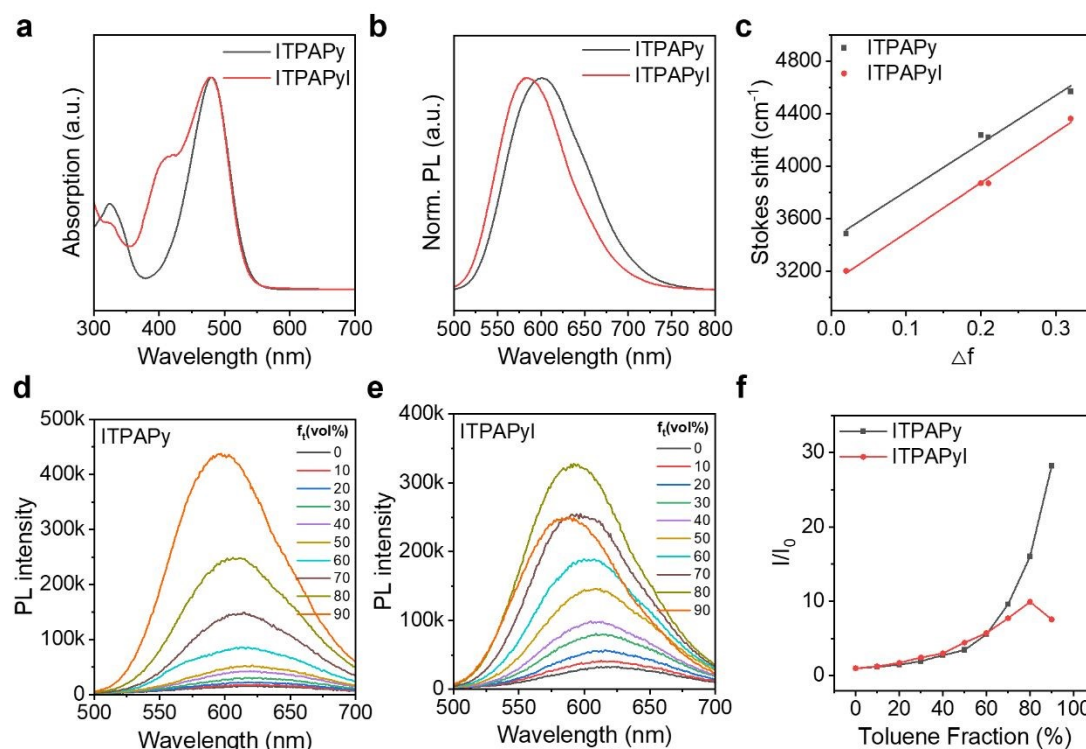 a
ITPAPy
ITPAPyI
Absorption (a.u.)
300 400 500 600 700
Wavelength (nm)
b
ITPAPy
ITPAPyI
Norm. PL (a.u.)
500 550 600 650 700 750 800
Wavelength (nm)
c
ITPAPy
ITPAPyI
Stokes shift (cm⁻¹)
4800
4400
4000
3600
3200
0.0 0.1 0.2 0.3
△f
d
ITPAPy
fₜ(vol%)
0
10
20
30
40
50
60
70
80
90
PL intensity
500k
400k
300k
200k
100k
0
500 550 600 650 700
Wavelength (nm)
e
ITPAPyI
fₜ(vol%)
0
10
20
30
40
50
60
70
80
90
PL intensity
400k
300k
200k
100k
0
500 550 600 650 700
Wavelength (nm)
f
ITPAPy
ITPAPyI
I/I₀
30
20
10
0
0 20 40 60 80 100
Toluene Fraction (%)